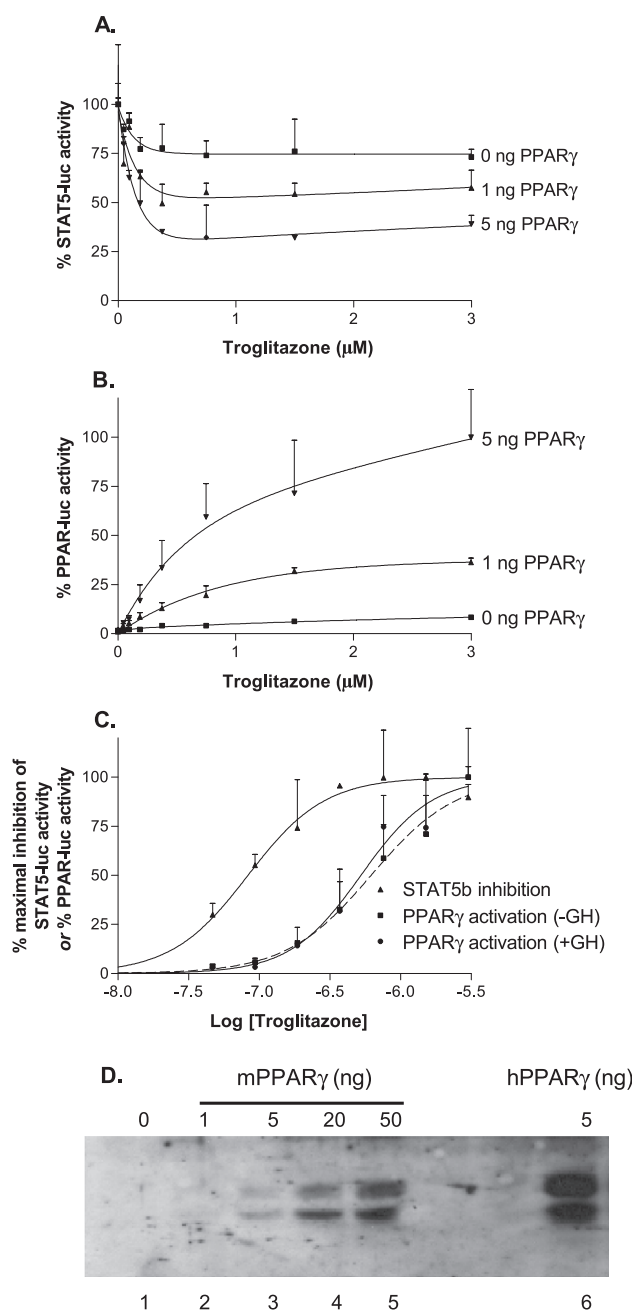 A.
% STAT5-luc activity
100
75
50
25
0
0 ng PPARγ
1 ng PPARγ
5 ng PPARγ
0 1 2 3
Troglitazone (μM)
B.
% PPAR-luc activity
100
75
50
25
0
5 ng PPARγ
1 ng PPARγ
0 ng PPARγ
0 1 2 3
Troglitazone (μM)
C.
% maximal inhibition of
STAT5-luc activity
or % PPAR-luc activity
100
75
50
25
0
STAT5b inhibition
PPARγ activation (-GH)
PPARγ activation (+GH)
-8.0 -7.5 -7.0 -6.5 -6.0 -5.5
Log [Troglitazone]
D.
mPPARγ (ng) hPPARγ (ng)
0 1 5 20 50 5
1 2 3 4 5 6